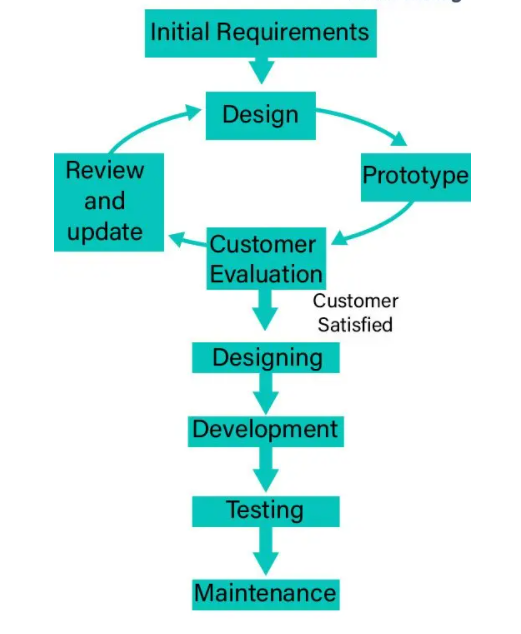 Initial Requirements
Design
Prototype
Review
and
update
Customer
Evaluation
Customer
Satisfied
Designing
Development
Testing
Maintenance